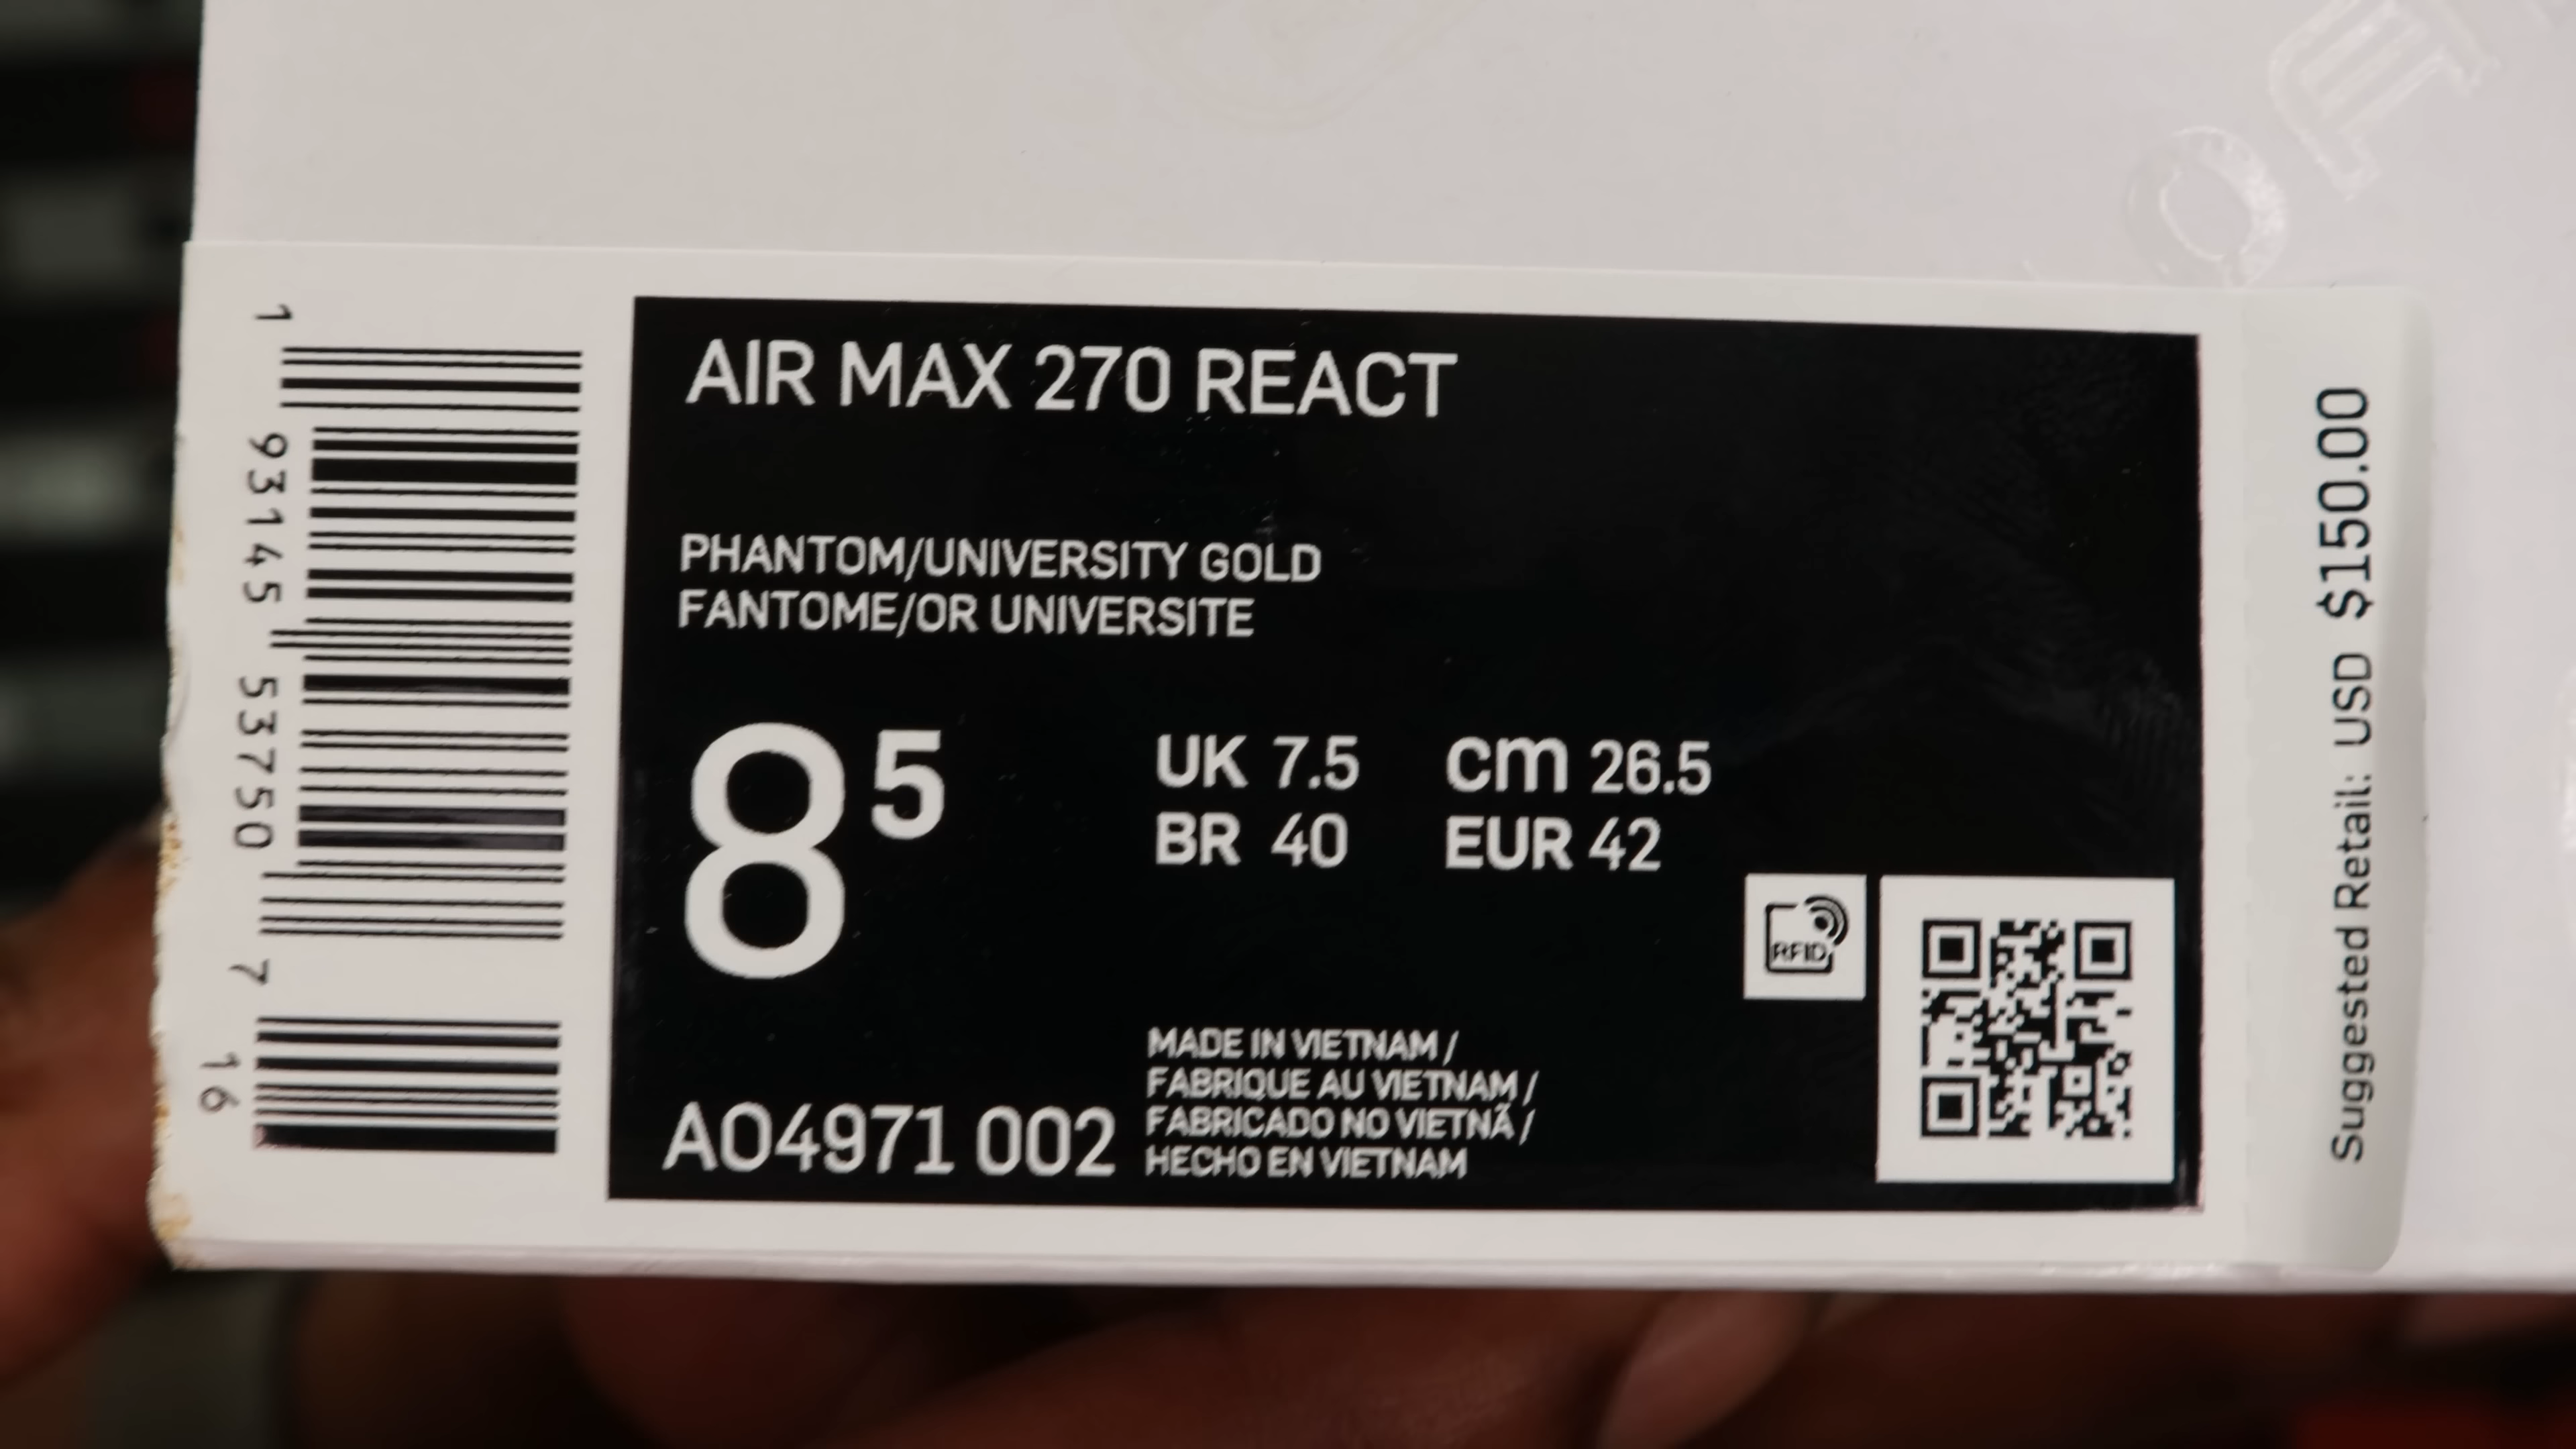 AIR MAX 270 REACT
PHANTOM/UNIVERSITY GOLD
FANTOME/OR UNIVERSITE
8⁵
UK 7.5 cm 26.5
BR 40 EUR 42
RFID
MADE IN VIETNAM /
FABRIQUE AU VIETNAM /
FABRICADO NO VIETNÃ /
HECHO EN VIETNAM
AO4971 002
1 93145 53750 7
16
Suggested Retail: USD $150.00